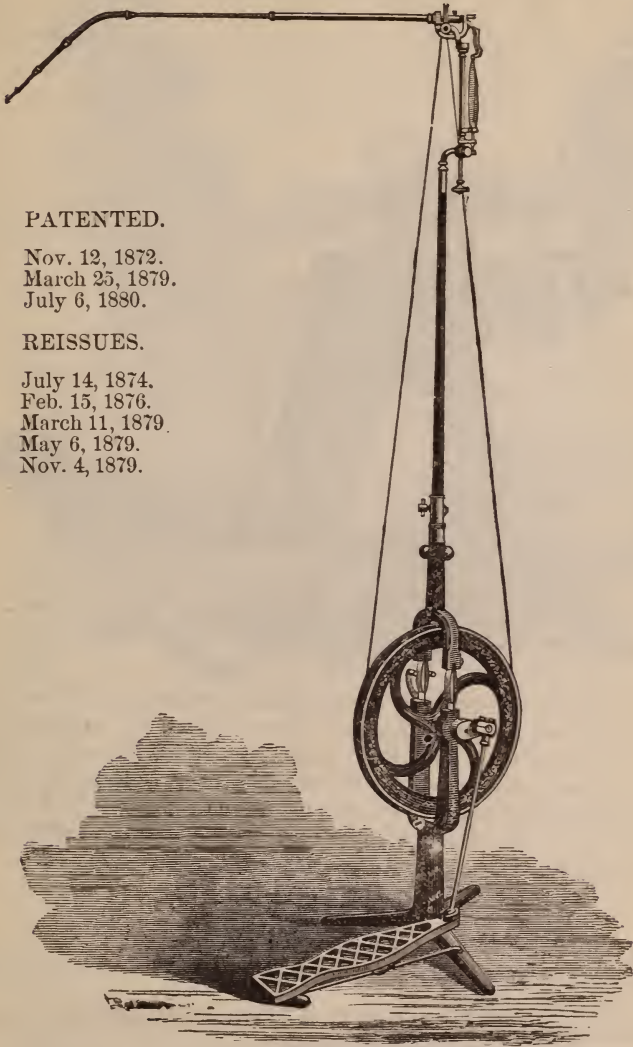 PATENTED.
Nov. 12, 1872.
March 25, 1879.
July 6, 1880.
REISSUES.
July 14, 1874.
Feb. 15, 1876.
March 11, 1879.
May 6, 1879.
Nov. 4, 1879.